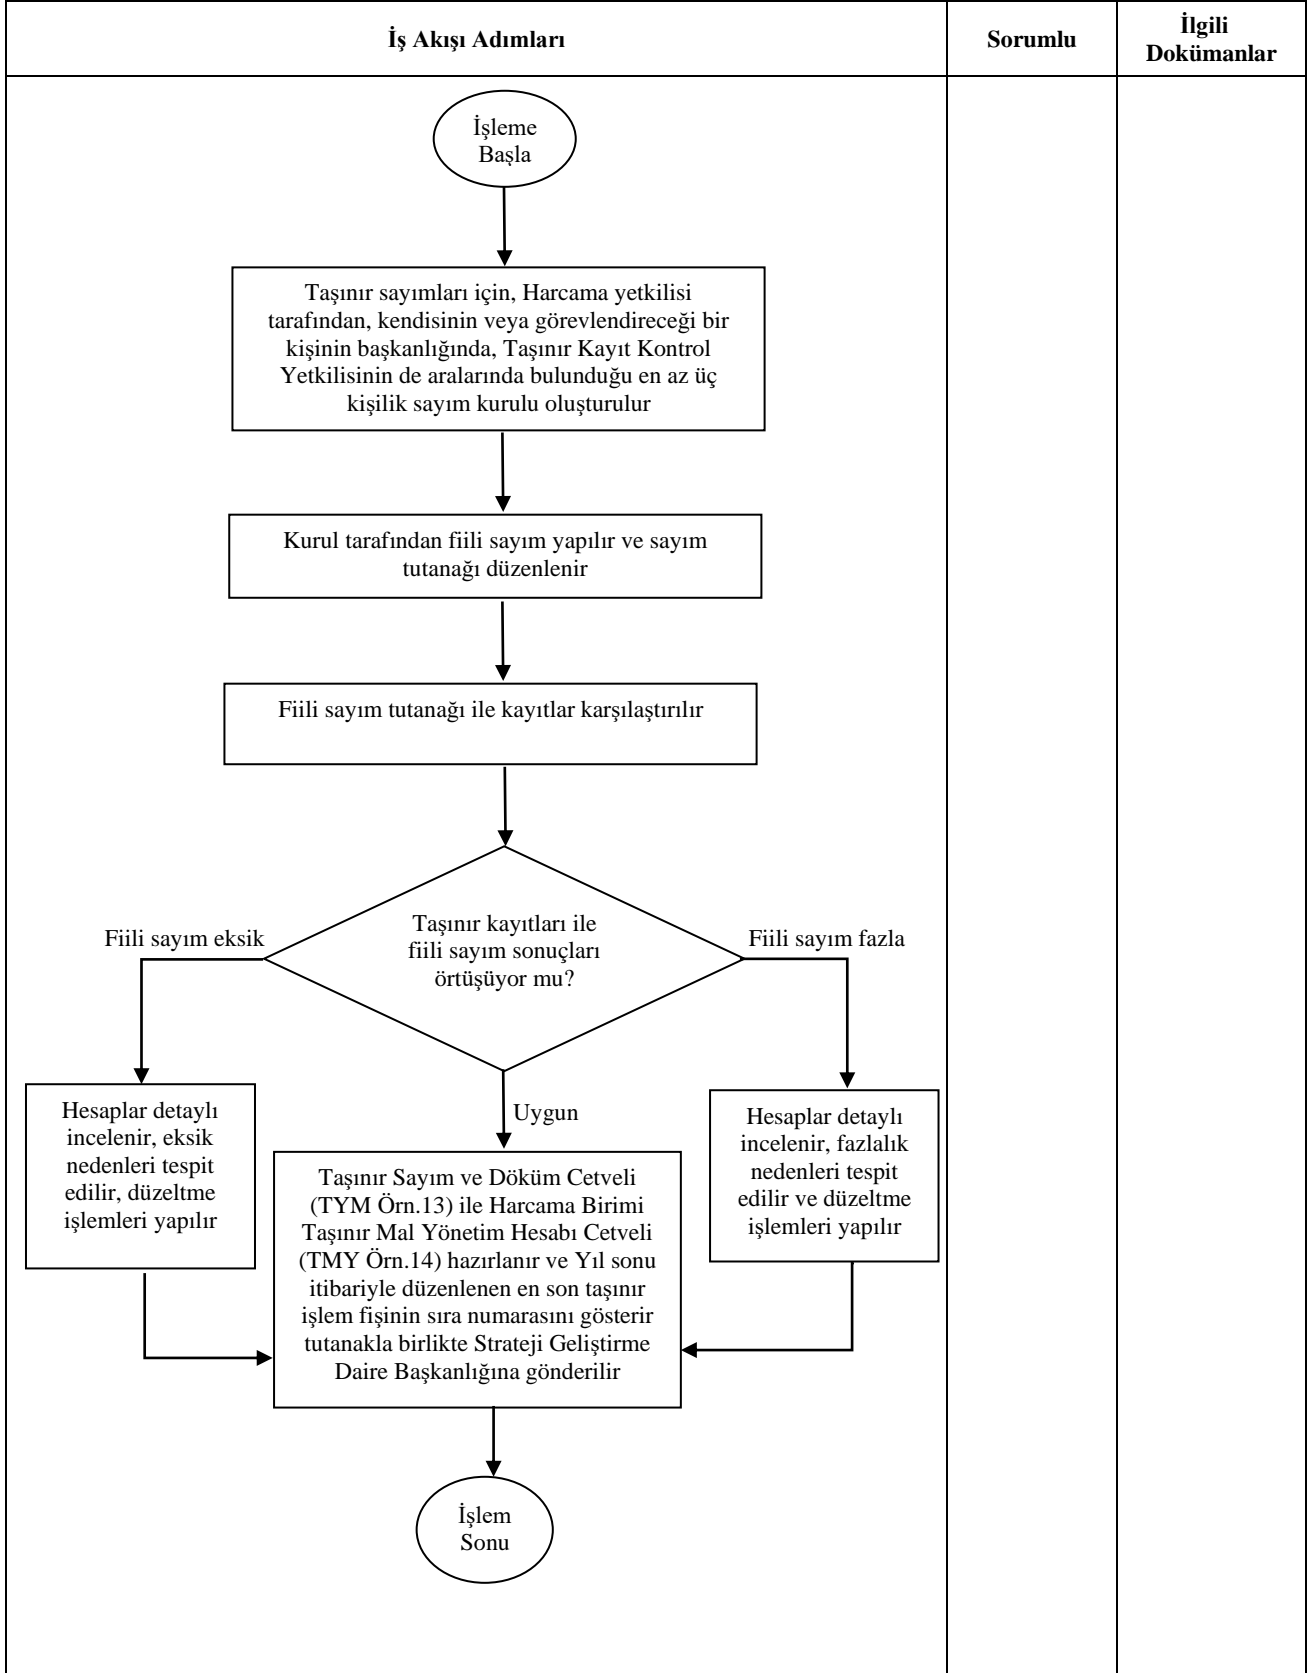 İş Akışı Adımları
Sorumlu
İlgili
Dokümanlar
İşleme
Başla
Taşınır sayımları için, Harcama yetkilisi
tarafından, kendisinin veya görevlendireceği bir
kişinin başkanlığında, Taşınır Kayıt Kontrol
Yetkilisinin de aralarında bulunduğu en az üç
kişilik sayım kurulu oluşturulur
Kurul tarafından fiili sayım yapılır ve sayım
tutanağı düzenlenir
Fiili sayım tutanağı ile kayıtlar karşılaştırılır
Taşınır kayıtları ile
fiili sayım sonuçları
örtüşüyor mu?
Fiili sayım eksik
Fiili sayım fazla
Hesaplar detaylı
incelenir, eksik
nedenleri tespit
edilir, düzeltme
işlemleri yapılır
Uygun
Hesaplar detaylı
incelenir, fazlalık
nedenleri tespit
edilir ve düzeltme
işlemleri yapılır
Taşınır Sayım ve Döküm Cetveli
(TYM Örn.13) ile Harcama Birimi
Taşınır Mal Yönetim Hesabı Cetveli
(TMY Örn.14) hazırlanır ve Yıl sonu
itibariyle düzenlenen en son taşınır
işlem fişinin sıra numarasını gösterir
tutanakla birlikte Strateji Geliştirme
Daire Başkanlığına gönderilir
İşlem
Sonu